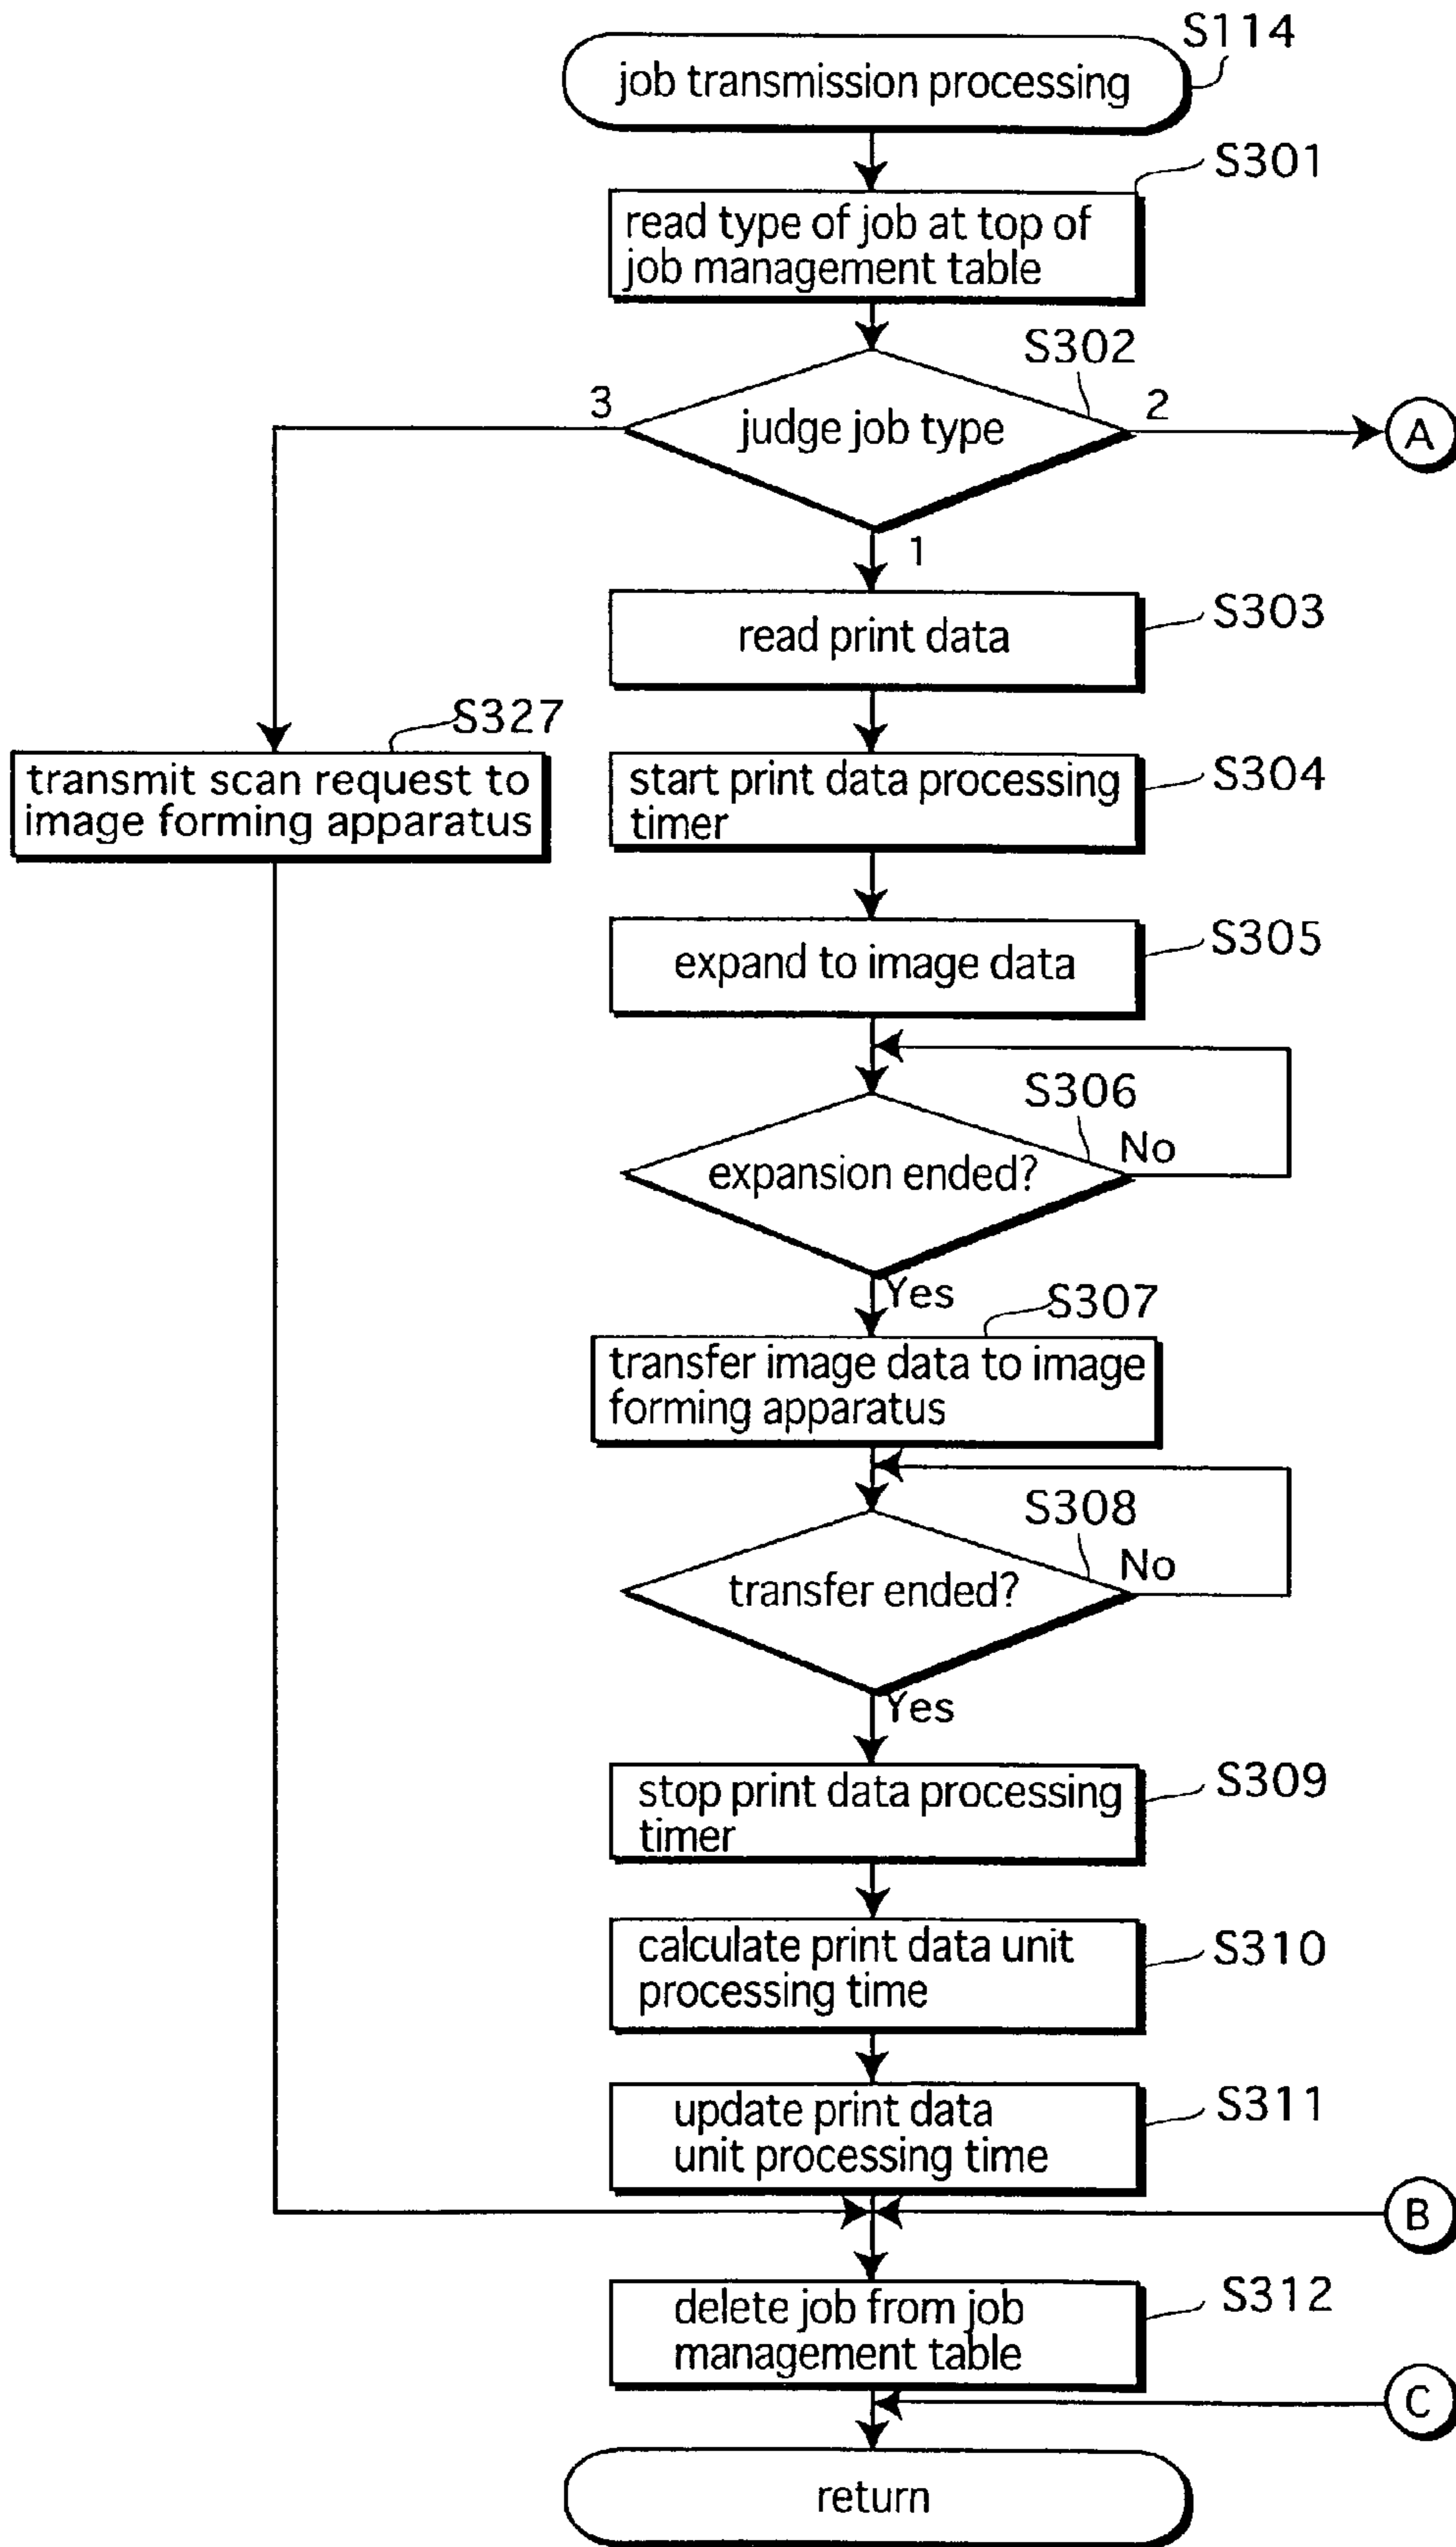 S114
job transmission processing
S301
read type of job at top of
job management table
S302
3
judge job type
2
A
1
read print data
S303
S327
transmit scan request to
image forming apparatus
start print data processing
timer
S304
expand to image data
S305
S306
expansion ended?
No
Yes
S307
transfer image data to image
forming apparatus
S308
transfer ended?
No
Yes
stop print data processing
timer
S309
calculate print data unit
processing time
S310
update print data
unit processing time
S311
B
delete job from job
management table
S312
C
return